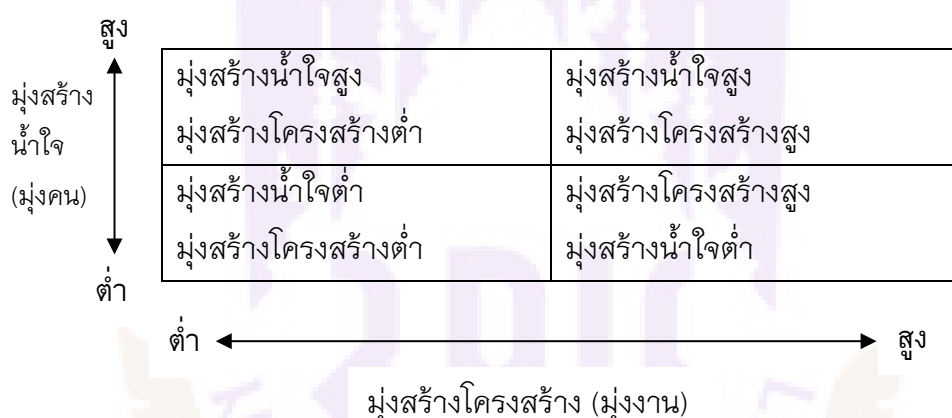 สูง
มุ่งสร้าง
น้ำใจ
(มุ่งคน)
ต่ำ
มุ่งสร้างน้ำใจสูง
มุ่งสร้างโครงสร้างต่ำ
มุ่งสร้างน้ำใจสูง
มุ่งสร้างโครงสร้างสูง
มุ่งสร้างน้ำใจต่ำ
มุ่งสร้างโครงสร้างต่ำ
มุ่งสร้างโครงสร้างสูง
มุ่งสร้างน้ำใจต่ำ
ต่ำ
สูง
มุ่งสร้างโครงสร้าง (มุ่งงาน)